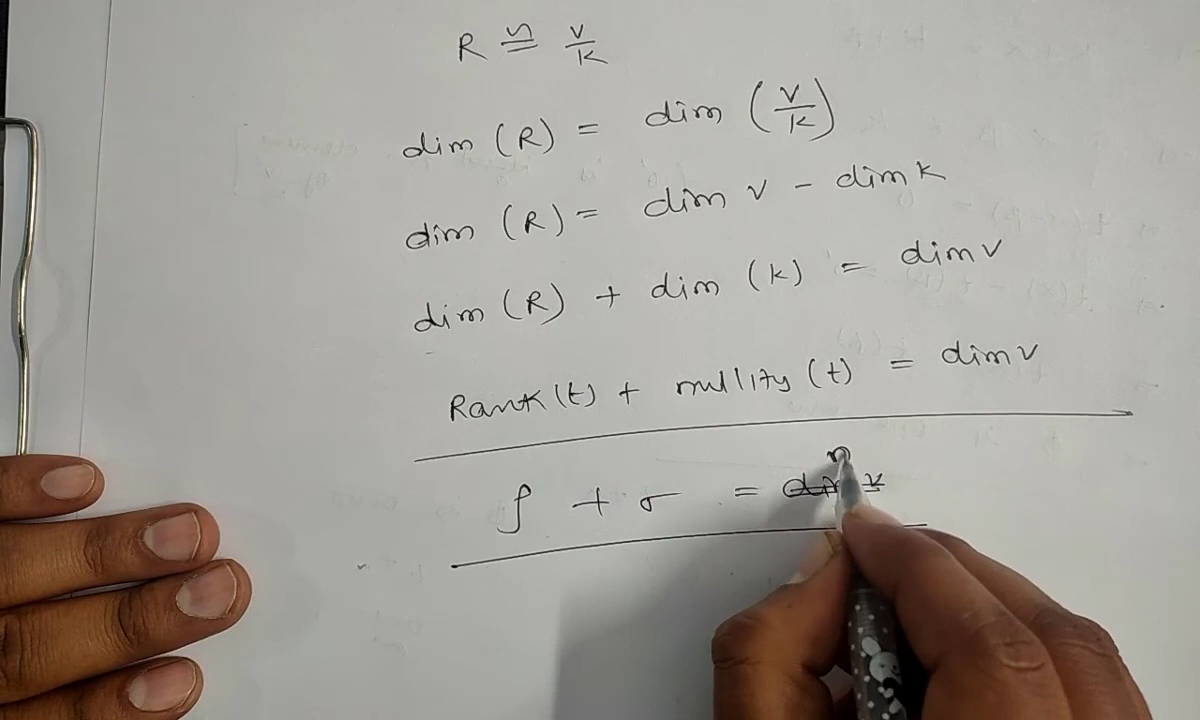 R ≅ V/K
dim (R) = dim (V/K)
dim (R) = dim V - dim K
dim (R) + dim (K) = dim V
Rank (t) + nullity (t) = dim V
ρ + σ = n